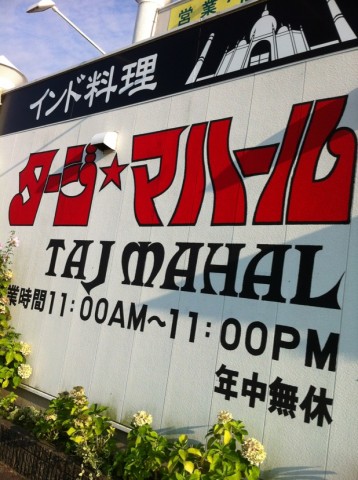 営業
インド料理
タージ★マハール
TAJ MAHAL
業時間11:00AM~11:00PM
年中無休